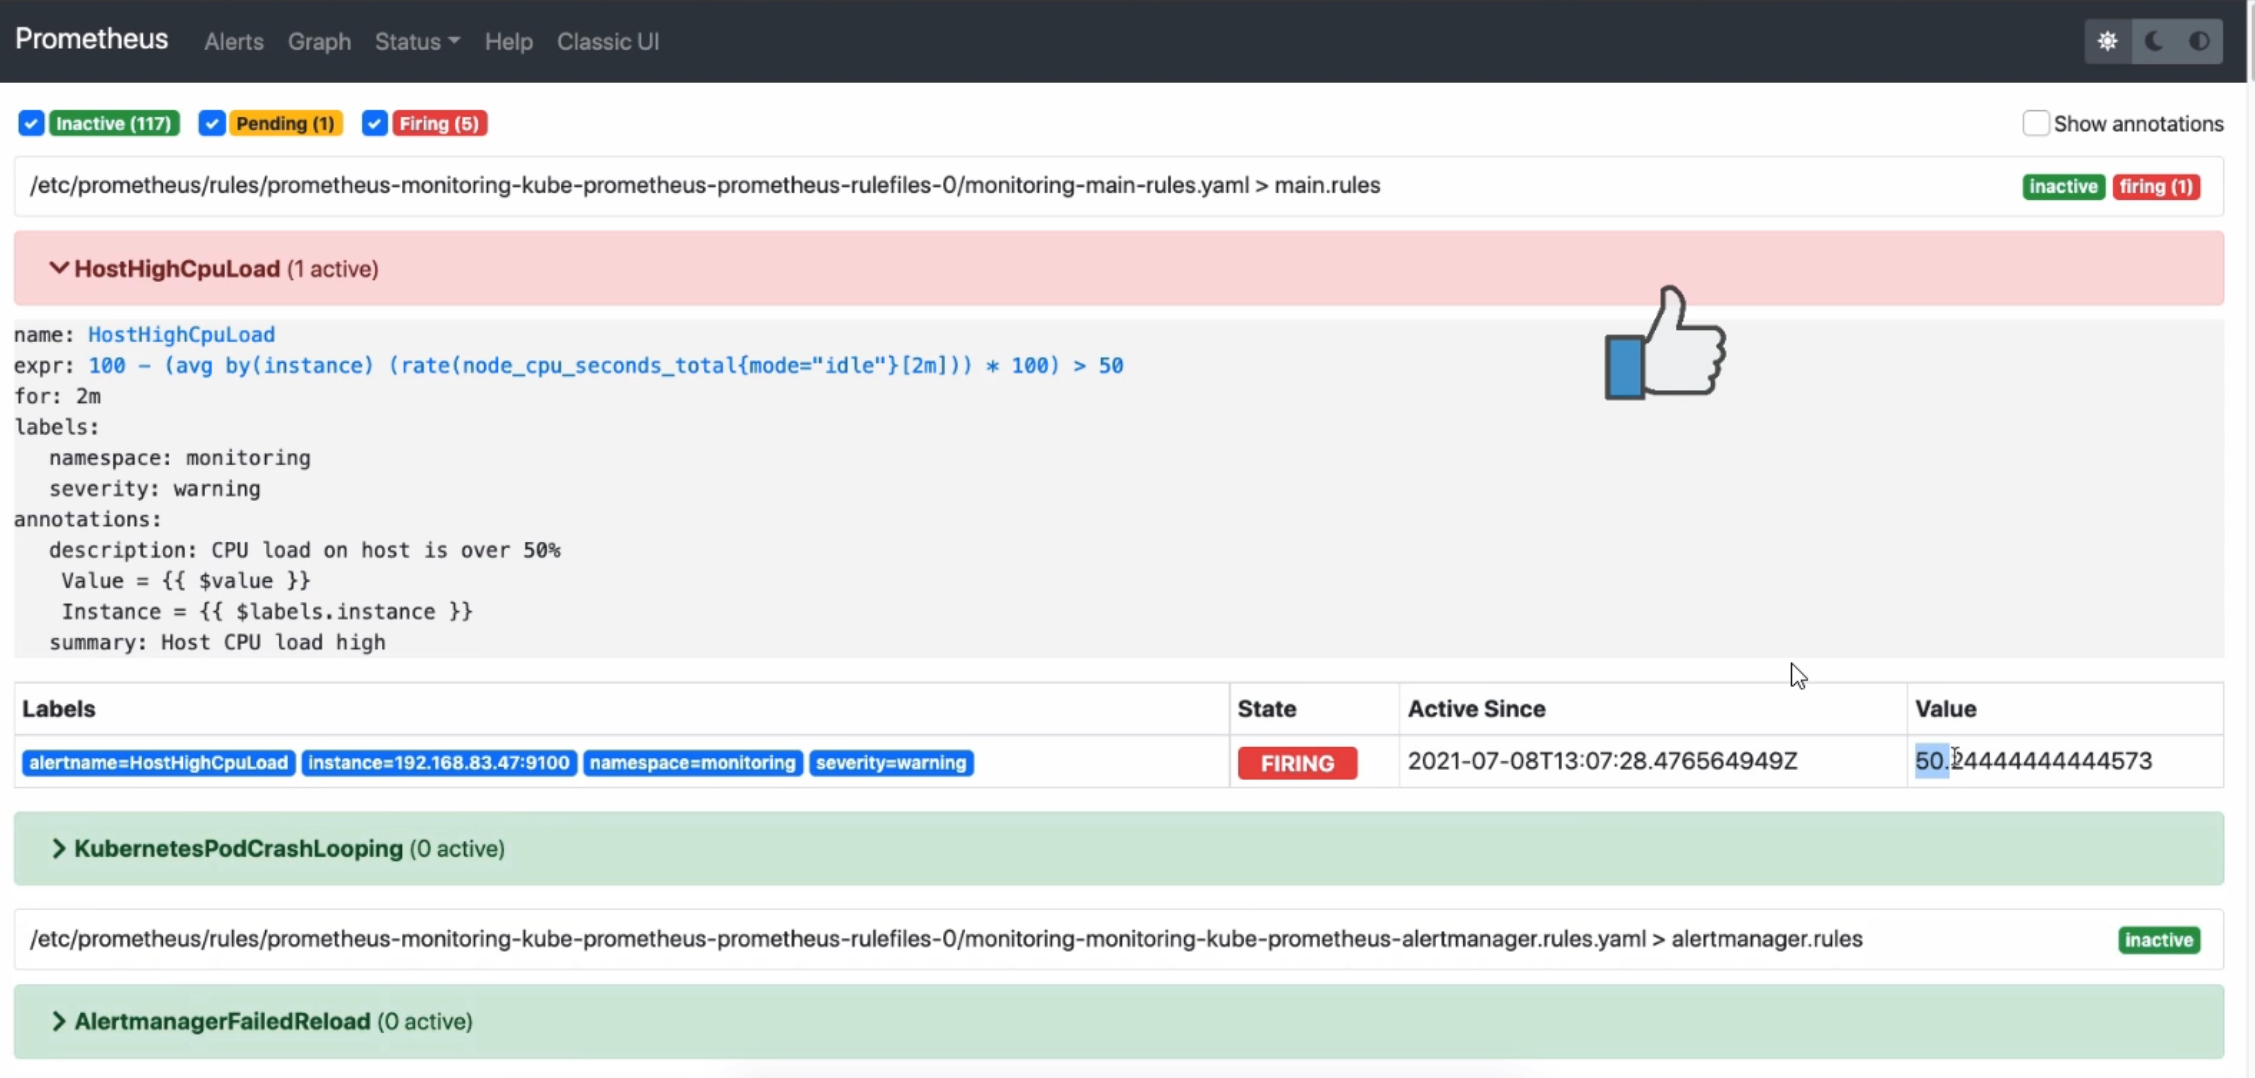 Prometheus Alerts Graph Status Help Classic UI
Inactive (117) Pending (1) Firing (5) Show annotations
/etc/prometheus/rules/prometheus-monitoring-kube-prometheus-prometheus-rulefiles-0/monitoring-main-rules.yaml > main.rules inactive firing (1)
HostHighCpuLoad (1 active)
name: HostHighCpuLoad
expr: 100 - (avg by(instance) (rate(node_cpu_seconds_total{mode="idle"}[2m])) * 100) > 50
for: 2m
labels:
namespace: monitoring
severity: warning
annotations:
description: CPU load on host is over 50%
Value = {{ $value }}
Instance = {{ $labels.instance }}
summary: Host CPU load high
Labels State Active Since Value
alertname=HostHighCpuLoad instance=192.168.83.47:9100 namespace=monitoring severity=warning FIRING 2021-07-08T13:07:28.476564949Z 50.24444444444573
KubernetesPodCrashLooping (0 active)
/etc/prometheus/rules/prometheus-monitoring-kube-prometheus-prometheus-rulefiles-0/monitoring-monitoring-kube-prometheus-alertmanager.rules.yaml > alertmanager.rules inactive
AlertmanagerFailedReload (0 active)